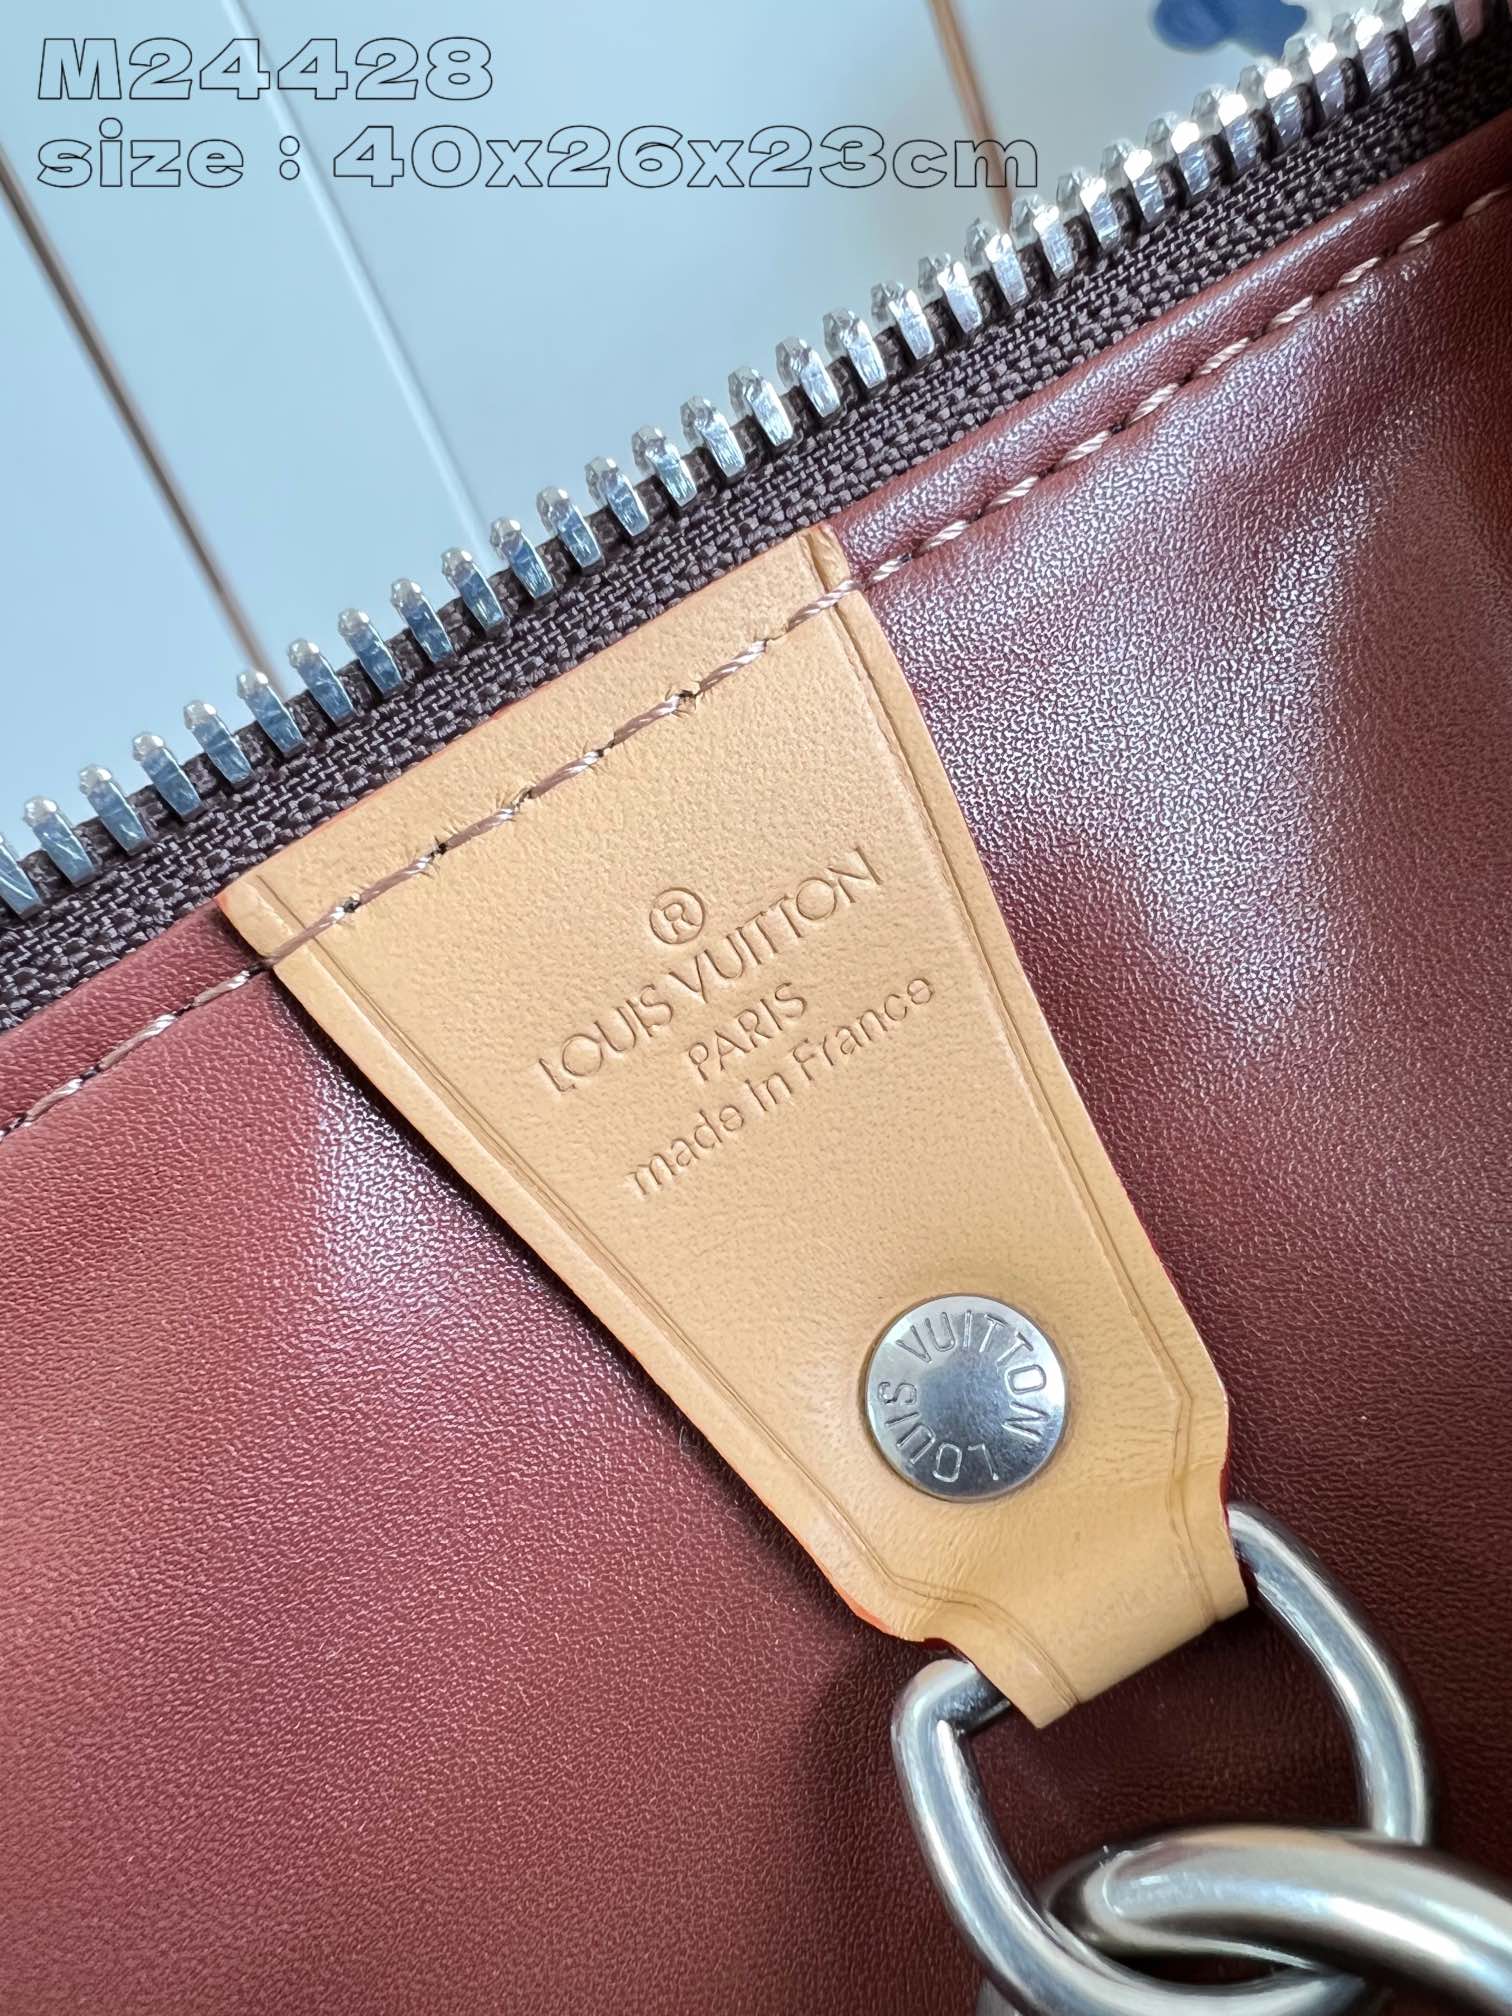 M24428
size : 40x26x23cm
®
LOUIS VUITTON
PARIS
made in France
LOUIS VUITTON